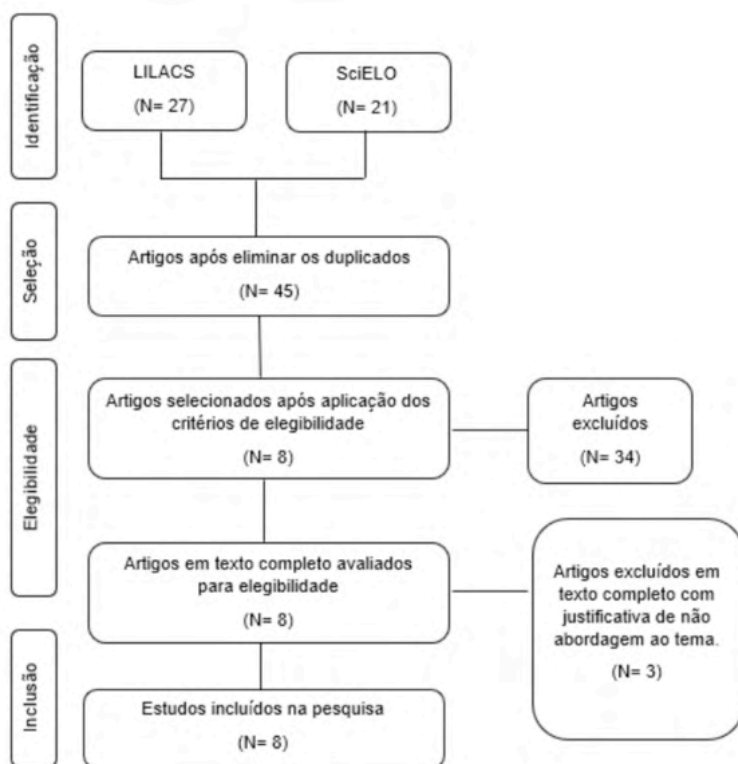 Identificação
LILACS
(N= 27)
SciELO
(N= 21)
Seleção
Artigos após eliminar os duplicados
(N= 45)
Elegibilidade
Artigos selecionados após aplicação dos
critérios de elegibilidade
(N= 8)
Artigos
excluídos
(N= 34)
Artigos em texto completo avaliados
para elegibilidade
(N= 8)
Artigos excluídos em
texto completo com
justificativa de não
abordagem ao tema.
(N= 3)
Inclusão
Estudos incluídos na pesquisa
(N= 8)